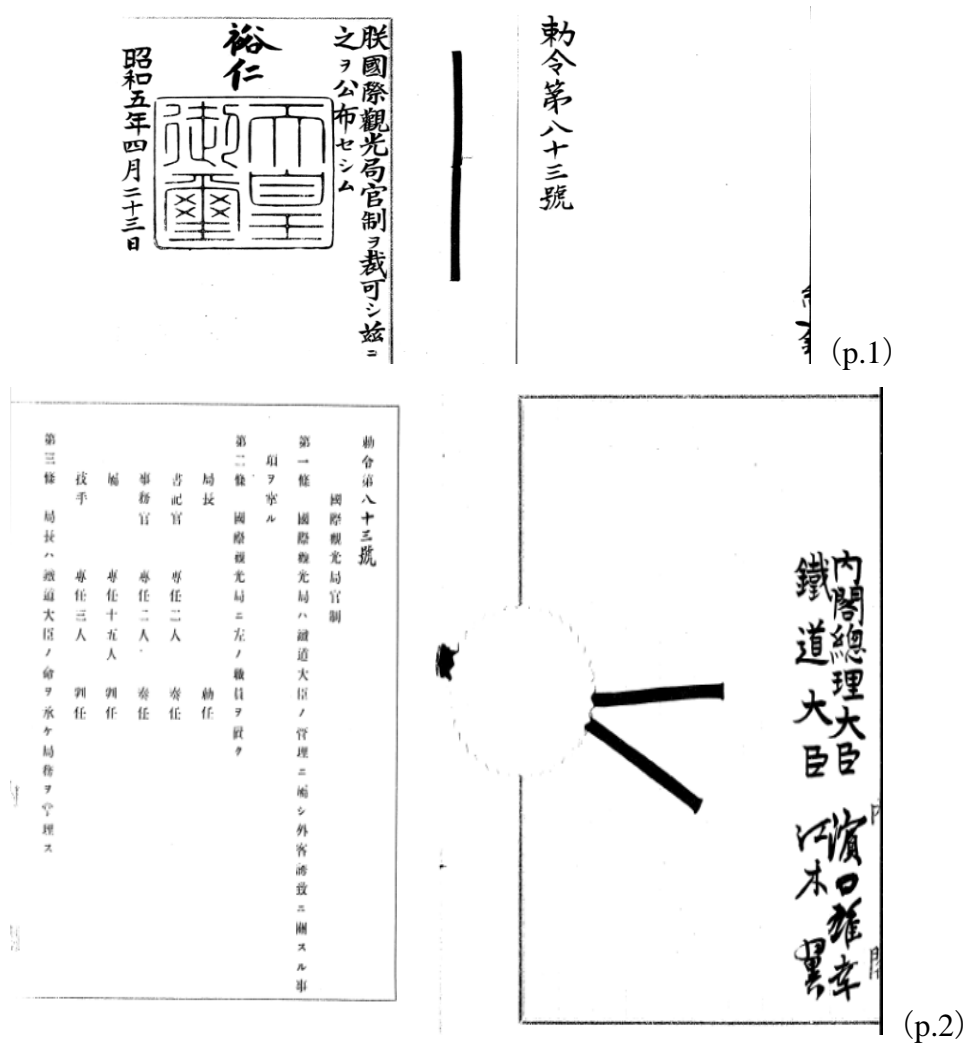 勅令第八十三號
朕國際觀光局官制ヲ裁可シ茲ニ
之ヲ公布セシム
裕仁
天皇
御璽
昭和五年四月二十三日
(p.1)
内閣總理大臣 濱口雄幸
鐵道大臣 江木翼
勅令第八十三號
國際觀光局官制
第一條 國際觀光局ハ鐵道大臣ノ管理ニ屬シ外客誘致ニ關スル事
項ヲ掌ル
第二條 國際觀光局ニ左ノ職員ヲ置ク
局長 勅任
書記官 專任二人 奏任
事務官 專任二人 奏任
屬 專任十五人 判任
技手 專任三人 判任
第三條 局長ハ鐵道大臣ノ命ヲ承ケ局務ヲ管理ス
(p.2)